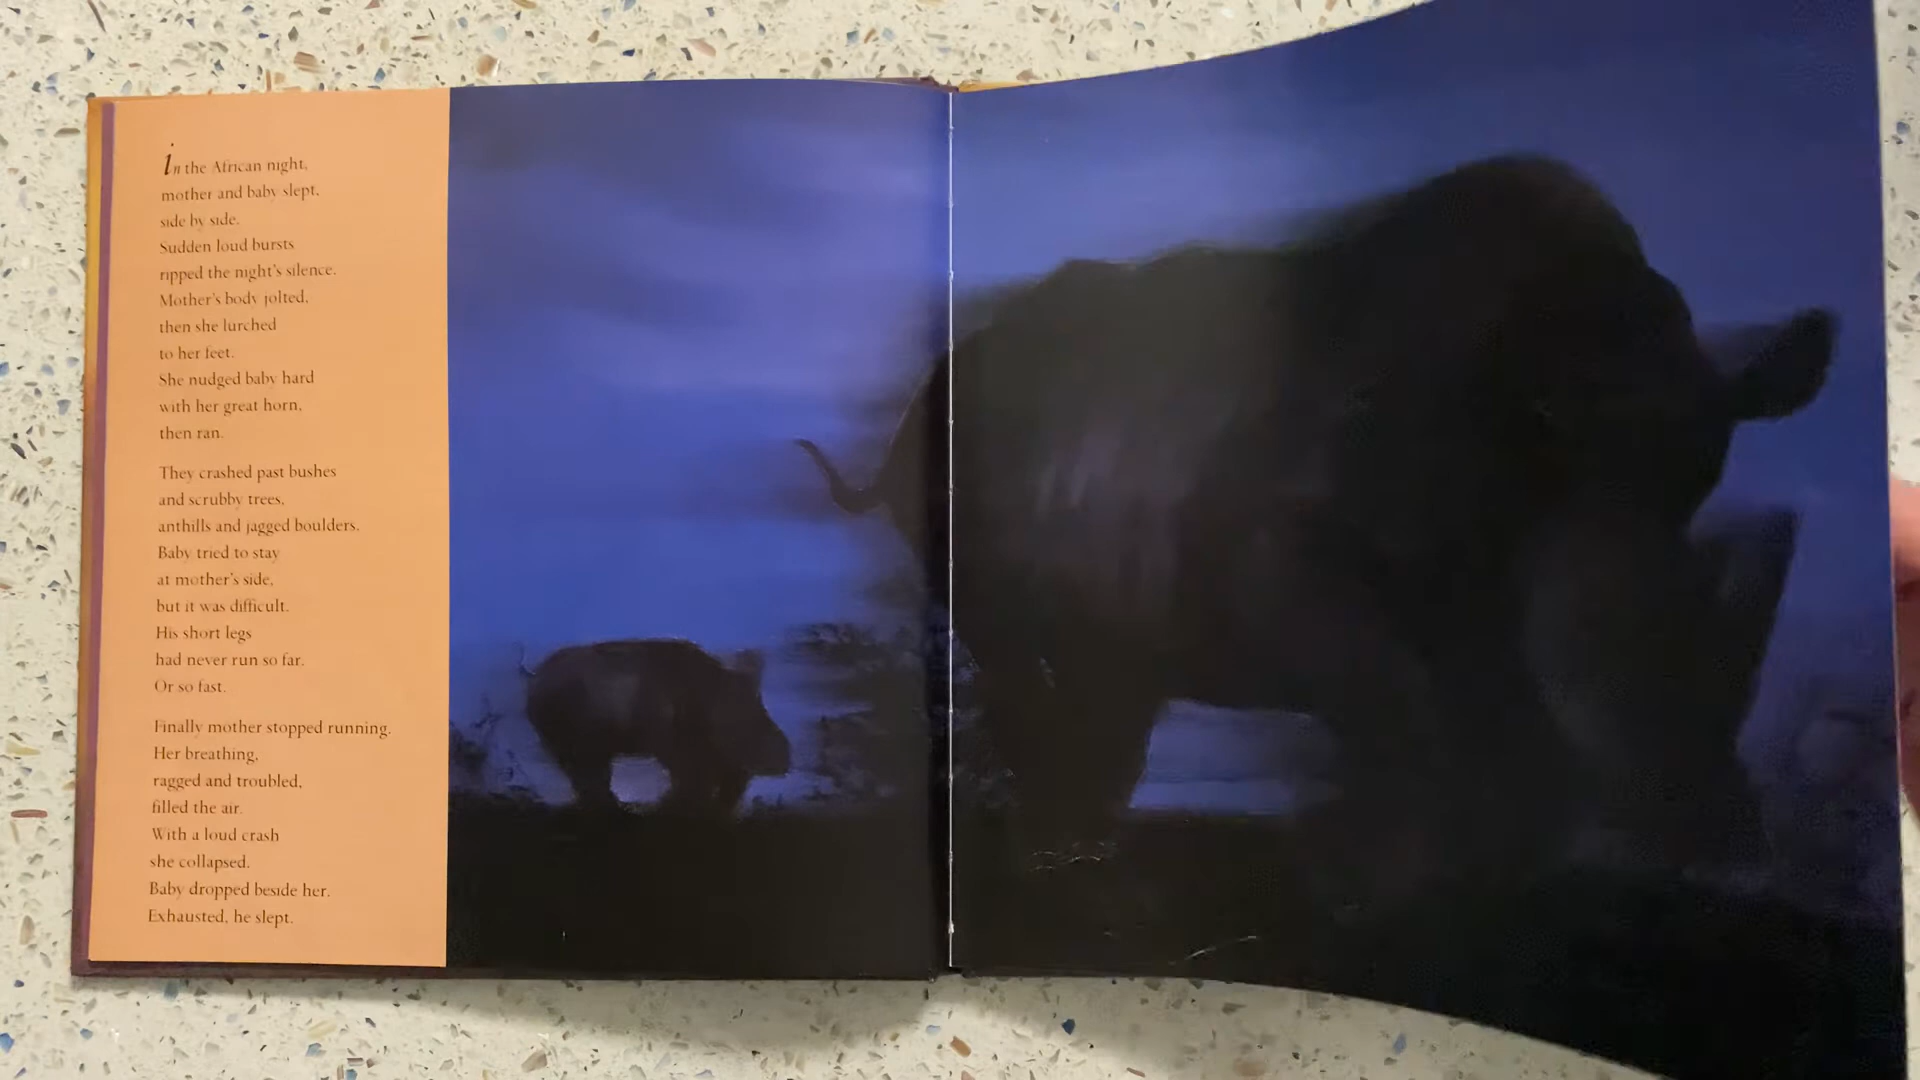 in the African night,
mother and baby slept,
side by side.
Sudden loud bursts
ripped the night's silence.
Mother's body jolted,
then she lurched
to her feet.
She nudged baby hard
with her great horn,
then ran.
They crashed past bushes
and scrubby trees,
anthills and jagged boulders.
Baby tried to stay
at mother's side,
but it was difficult.
His short legs
had never run so far.
Or so fast.
Finally mother stopped running.
Her breathing,
ragged and troubled,
filled the air.
With a loud crash
she collapsed.
Baby dropped beside her.
Exhausted, he slept.